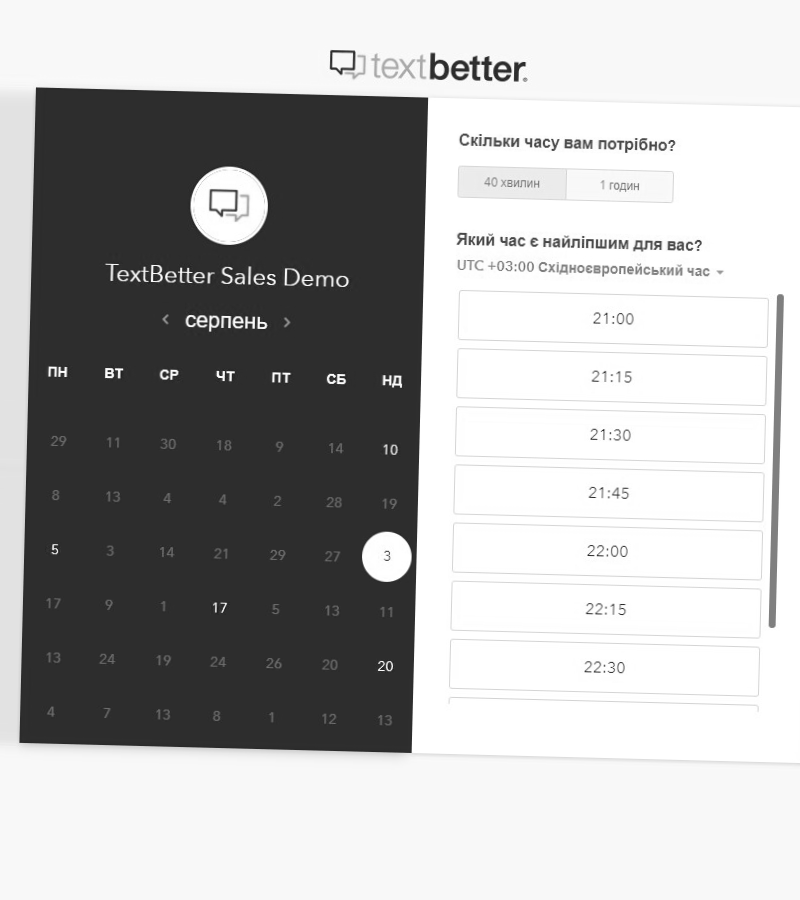 textbetter.
TextBetter Sales Demo
серпень
ПН ВТ СР ЧТ ПТ СБ НД
29 11 30 18 9 14 10
8 13 4 4 2 28 19
5 3 14 21 29 27 3
17 9 1 17 5 13 11
13 24 19 24 26 20 20
4 7 13 8 1 12 13
Скільки часу вам потрібно?
40 хвилин 1 годин
Який час є найліпшим для вас?
UTC +03:00 Східноєвропейський час
21:00
21:15
21:30
21:45
22:00
22:15
22:30